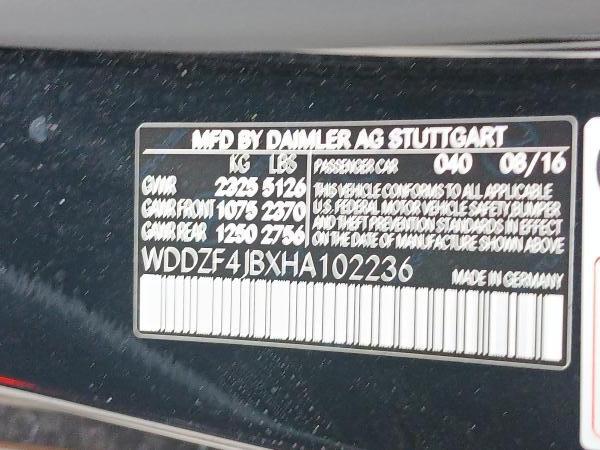 MFD BY DAIMLER AG STUTTGART
KG LBS
GVWR 2325 5126
GAWR FRONT 1075 2370
GAWR REAR 1250 2756
PASSENGER CAR 040 08/16
THIS VEHICLE CONFORMS TO ALL APPLICABLE
U.S. FEDERAL MOTOR VEHICLE SAFETY, BUMPER
AND THEFT PREVENTION STANDARDS IN EFFECT
ON THE DATE OF MANUFACTURE SHOWN ABOVE
WDDZF4JBXHA102236
MADE IN GERMANY